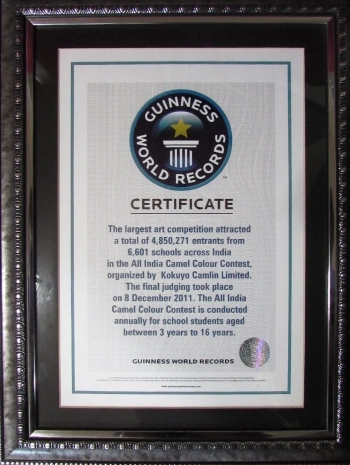 GUINNESS
WORLD RECORDS
TM
CERTIFICATE
The largest art competition attracted
a total of 4,850,271 entrants from
6,601 schools across India
in the All India Camel Colour Contest,
organized by Kokuyo Camlin Limited.
The final judging took place
on 8 December 2011. The All India
Camel Colour Contest is conducted
annually for school students aged
between 3 years to 16 years.
GUINNESS WORLD RECORDS